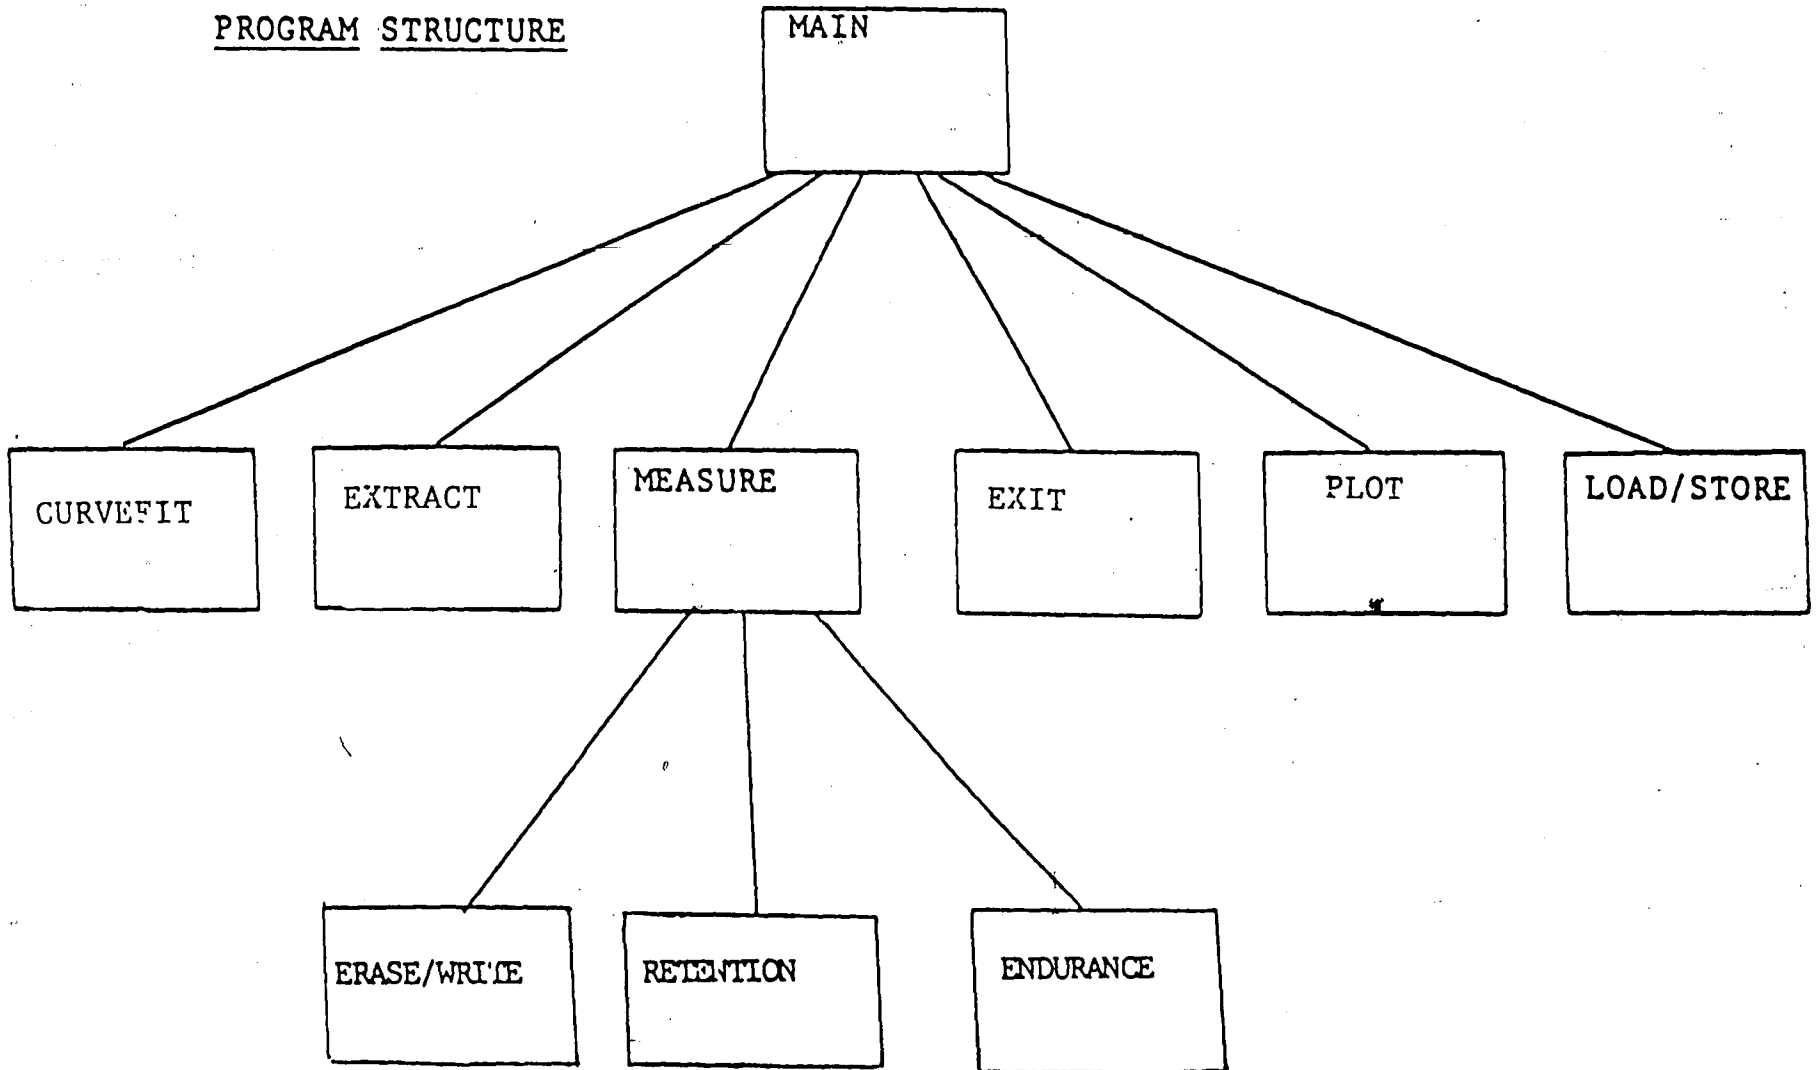 PROGRAM STRUCTURE
MAIN
CURVEFIT
EXTRACT
MEASURE
EXIT
PLOT
LOAD/STORE
ERASE/WRITE
RETENTION
ENDURANCE